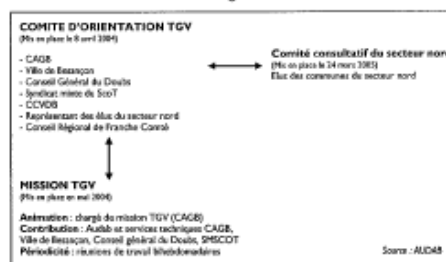 COMITE D'ORIENTATION TGV
(Mis en place le 8 avril 2004)
- CAGB
- Ville de Besançon
- Conseil Général du Doubs
- Syndicat mixte du ScoT
- CCVDB
- Représentant des élus du secteur nord
- Conseil Régional de Franche Comté
Comité consultatif du secteur nord
(Mis en place le 24 mars 2005)
Elus des communes du secteur nord
MISSION TGV
(Mis en place en mai 2004)
Animation : chargé de mission TGV (CAGB)
Contribution : Audab et services techniques CAGB,
Ville de Besançon, Conseil général du Doubs, SMSCOT
Périodicité : réunions de travail bihebdomadaires
Source : AUDAB